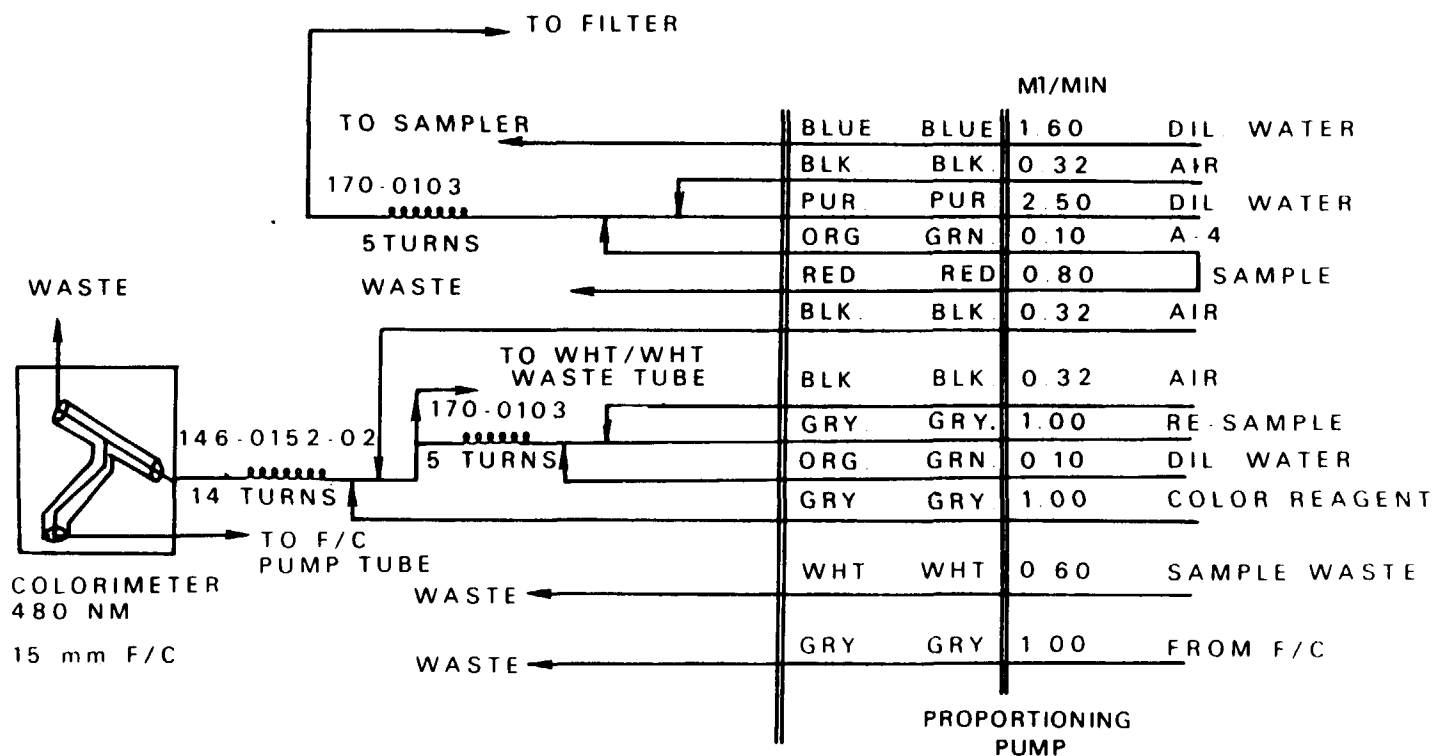 TO FILTER
M1/MIN
TO SAMPLER
BLUE BLUE 1.60 DIL WATER
BLK. BLK. 0.32 AIR
170-0103
PUR PUR 2.50 DIL WATER
5 TURNS
ORG GRN. 0.10 A-4
RED RED 0.80 SAMPLE
WASTE
WASTE
BLK. BLK. 0.32 AIR
TO WHT/WHT
WASTE TUBE
BLK BLK 0.32 AIR
170-0103
GRY. GRY. 1.00 RE-SAMPLE
146-0152-02
5 TURNS
ORG. GRN. 0.10 DIL WATER
14 TURNS
GRY GRY. 1.00 COLOR REAGENT
TO F/C
PUMP TUBE
COLORIMETER
480 NM
15 mm F/C
WHT WHT 0.60 SAMPLE WASTE
WASTE
GRY GRY 1.00 FROM F/C
WASTE
PROPORTIONING
PUMP